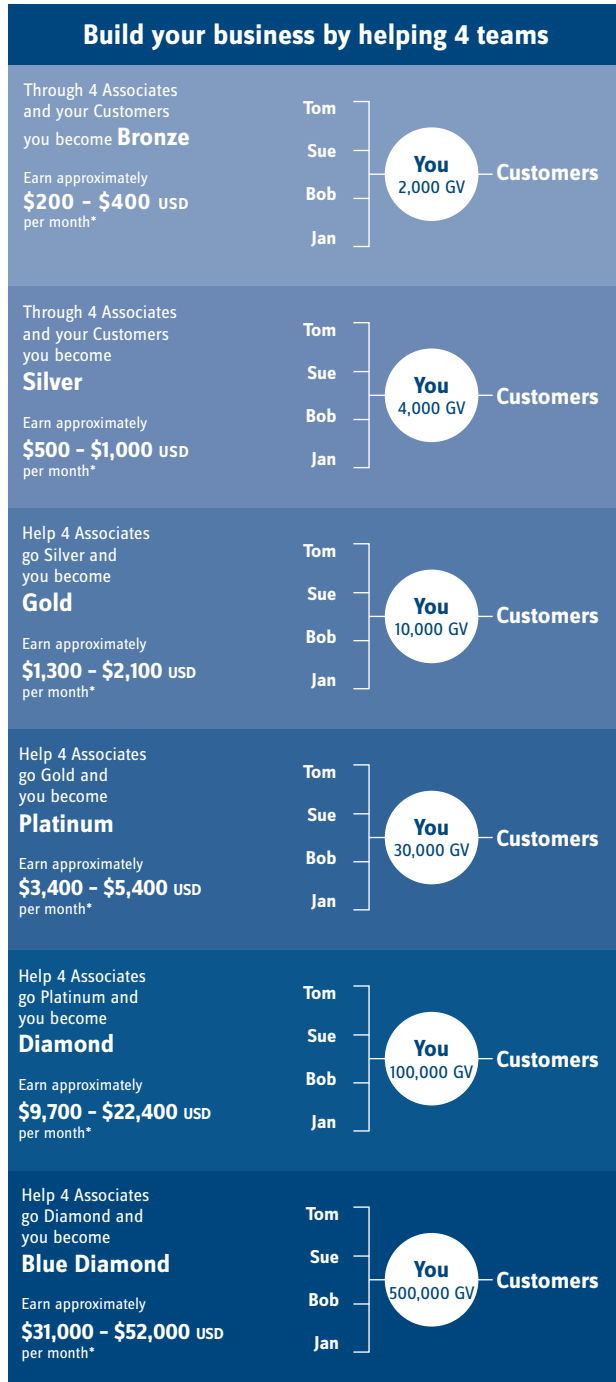 Build your business by helping 4 teams
Through 4 Associates
and your Customers
you become Bronze
Earn approximately
$200 – $400 USD
per month*
Tom
Sue
Bob
Jan
You
2,000 GV
Customers
Through 4 Associates
and your Customers
you become
Silver
Earn approximately
$500 – $1,000 USD
per month*
Tom
Sue
Bob
Jan
You
4,000 GV
Customers
Help 4 Associates
go Silver and
you become
Gold
Earn approximately
$1,300 – $2,100 USD
per month*
Tom
Sue
Bob
Jan
You
10,000 GV
Customers
Help 4 Associates
go Gold and
you become
Platinum
Earn approximately
$3,400 – $5,400 USD
per month*
Tom
Sue
Bob
Jan
You
30,000 GV
Customers
Help 4 Associates
go Platinum and
you become
Diamond
Earn approximately
$9,700 – $22,400 USD
per month*
Tom
Sue
Bob
Jan
You
100,000 GV
Customers
Help 4 Associates
go Diamond and
you become
Blue Diamond
Earn approximately
$31,000 – $52,000 USD
per month*
Tom
Sue
Bob
Jan
You
500,000 GV
Customers